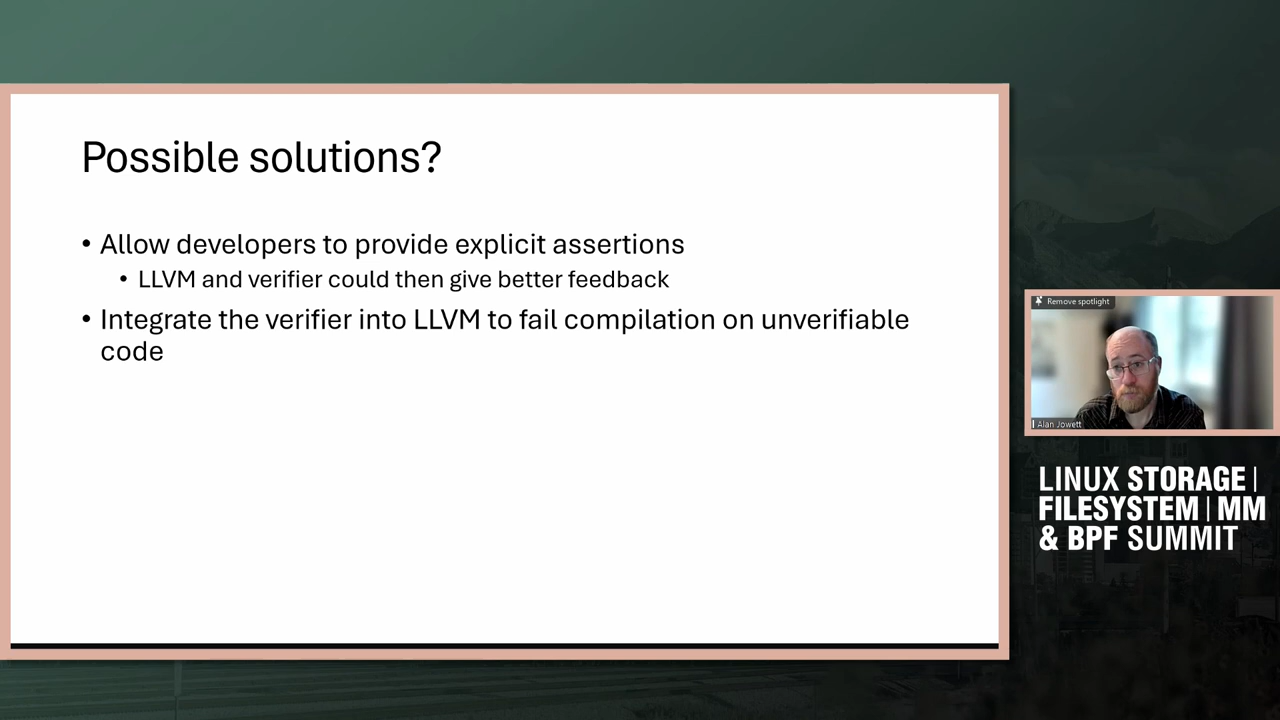 Possible solutions?
• Allow developers to provide explicit assertions
• LLVM and verifier could then give better feedback
• Integrate the verifier into LLVM to fail compilation on unverifiable
code
Remove spotlight
Alan Jowett
LINUX STORAGE |
FILESYSTEM | MM
& BPF SUMMIT